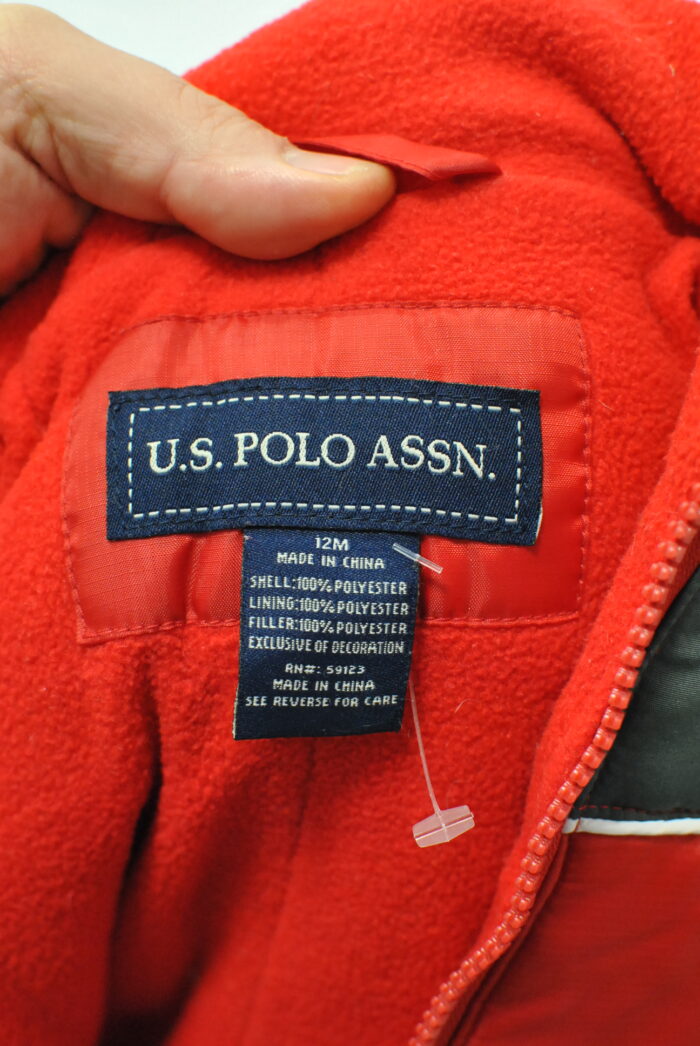 U.S. POLO ASSN.
12M
MADE IN CHINA
SHELL:100% POLYESTER
LINING:100% POLYESTER
FILLER:100% POLYESTER
EXCLUSIVE OF DECORATION
RN#: 59123
MADE IN CHINA
SEE REVERSE FOR CARE